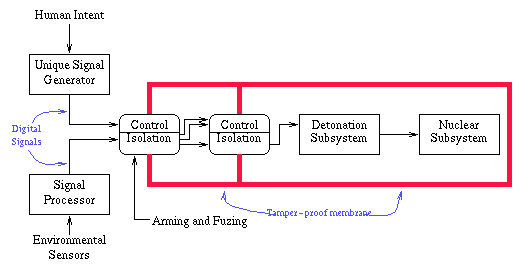 Human Intent
Unique Signal
Generator
Digital
Signals
Control
Isolation
Control
Isolation
Detonation
Subsystem
Nuclear
Subsystem
Signal
Processor
Tamper-proof membrane
Arming and Fuzing
Environmental
Sensors